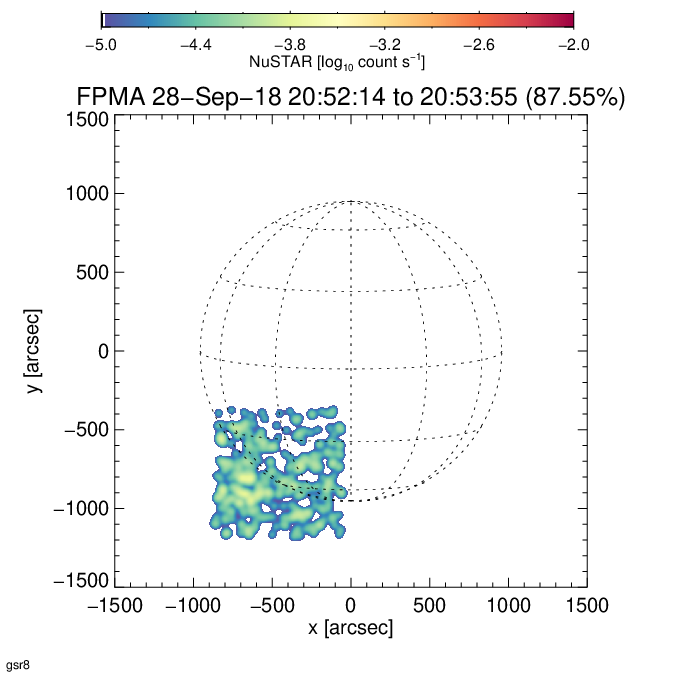 −5.0 −4.4 −3.8 −3.2 −2.6 −2.0
NuSTAR [log10 count s−1]
FPMA 28−Sep−18 20:52:14 to 20:53:55 (87.55%)
1500
1000
500
0
−500
−1000
−1500
y [arcsec]
−1500 −1000 −500 0 500 1000 1500
x [arcsec]
gsr8